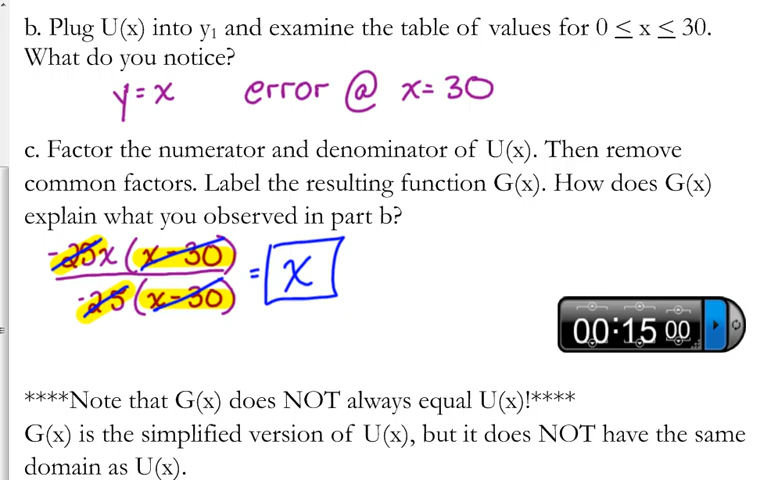 b. Plug U(x) into y₁ and examine the table of values for 0 ≤ x ≤ 30.
What do you notice?
y = x error @ x = 30
c. Factor the numerator and denominator of U(x). Then remove
common factors. Label the resulting function G(x). How does G(x)
explain what you observed in part b?
-25x (x-30)
= x
-25 (x-30)
00:15 00
****Note that G(x) does NOT always equal U(x)!****
G(x) is the simplified version of U(x), but it does NOT have the same
domain as U(x).